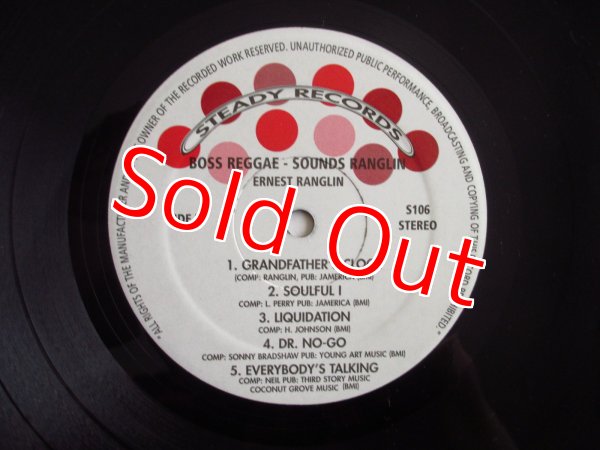 "ALL RIGHTS OF THE MANUFACTURER AND OWNER OF THE RECORDED WORK RESERVED. UNAUTHORIZED PUBLIC PERFORMANCE, BROADCASTING AND COPYING OF THIS
STEADY RECORDS
BOSS REGGAE - SOUNDS RANGLIN
ERNEST RANGLIN
S106
STEREO
Sold Out
1. GRANDFATHER
(COMP: RANGLIN, PUB: JAMERICA (BMI)
2. SOULFUL I
COMP: L. PERRY PUB: JAMERICA (BMI)
3. LIQUIDATION
COMP: H. JOHNSON (BMI)
4. DR. NO-GO
COMP: SONNY BRADSHAW PUB: YOUNG ART MUSIC (BMI)
5. EVERYBODY'S TALKING
COMP: NEIL PUB: THIRD STORY MUSIC
COCONUT GROVE MUSIC (BMI)